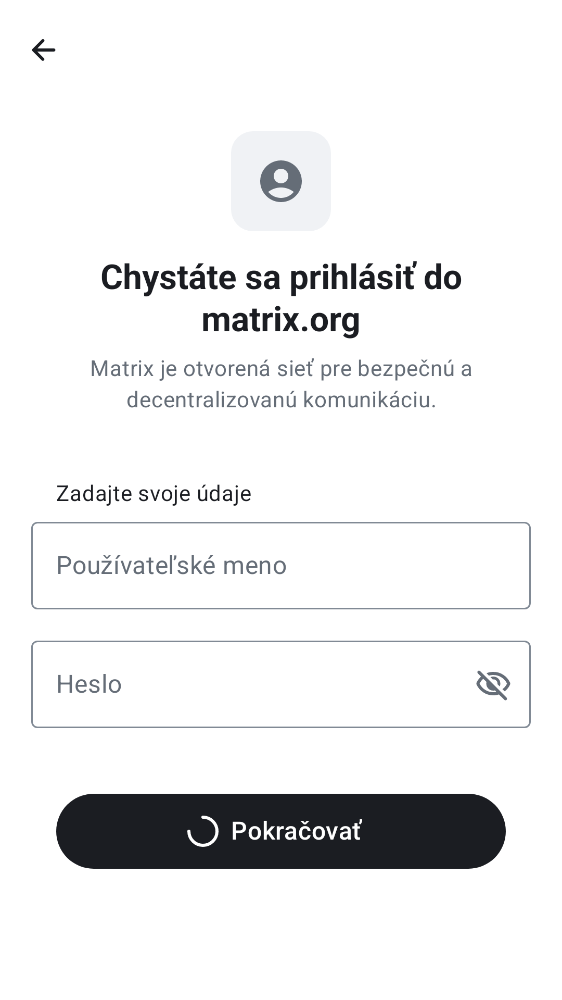 Chystáte sa prihlásiť do
matrix.org
Matrix je otvorená sieť pre bezpečnú a
decentralizovanú komunikáciu.
Zadajte svoje údaje
Používateľské meno
Heslo
Pokračovať